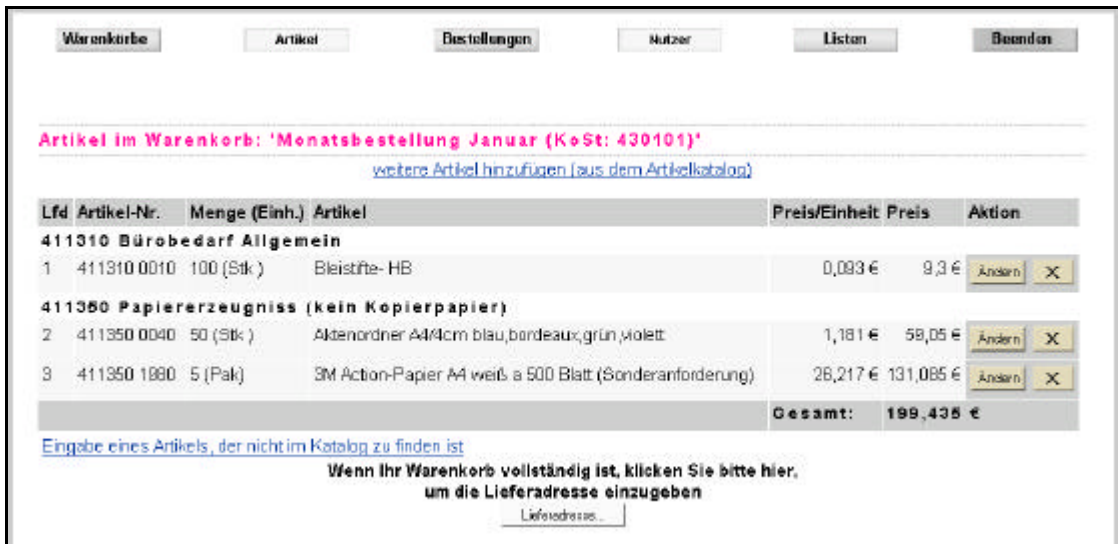 Warenkörbe Artikel Bestellungen Nutzer Listen Beenden
Artikel im Warenkorb: 'Monatsbestellung Januar (KoSt: 430101)'
weitere Artikel hinzufügen (aus dem Artikelkatalog)
Lfd Artikel-Nr. Menge (Einh.) Artikel Preis/Einheit Preis Aktion
411310 Bürobedarf Allgemein
1 411310 0010 100 (Stk ) Bleistifte- HB 0,093 € 9,3 € Ändern X
411350 Papiererzeugniss (kein Kopierpapier)
2 411350 0040 50 (Stk ) Aktenordner A4/4cm blau,bordeaux,grün,violett 1,181 € 59,05 € Ändern X
3 411350 1980 5 (Pak) 3M Action-Papier A4 weiß a 500 Blatt (Sonderanforderung) 26,217 € 131,085 € Ändern X
Gesamt: 199,435 €
Eingabe eines Artikels, der nicht im Katalog zu finden ist
Wenn Ihr Warenkorb vollständig ist, klicken Sie bitte hier,
um die Lieferadresse einzugeben
Lieferadresse...